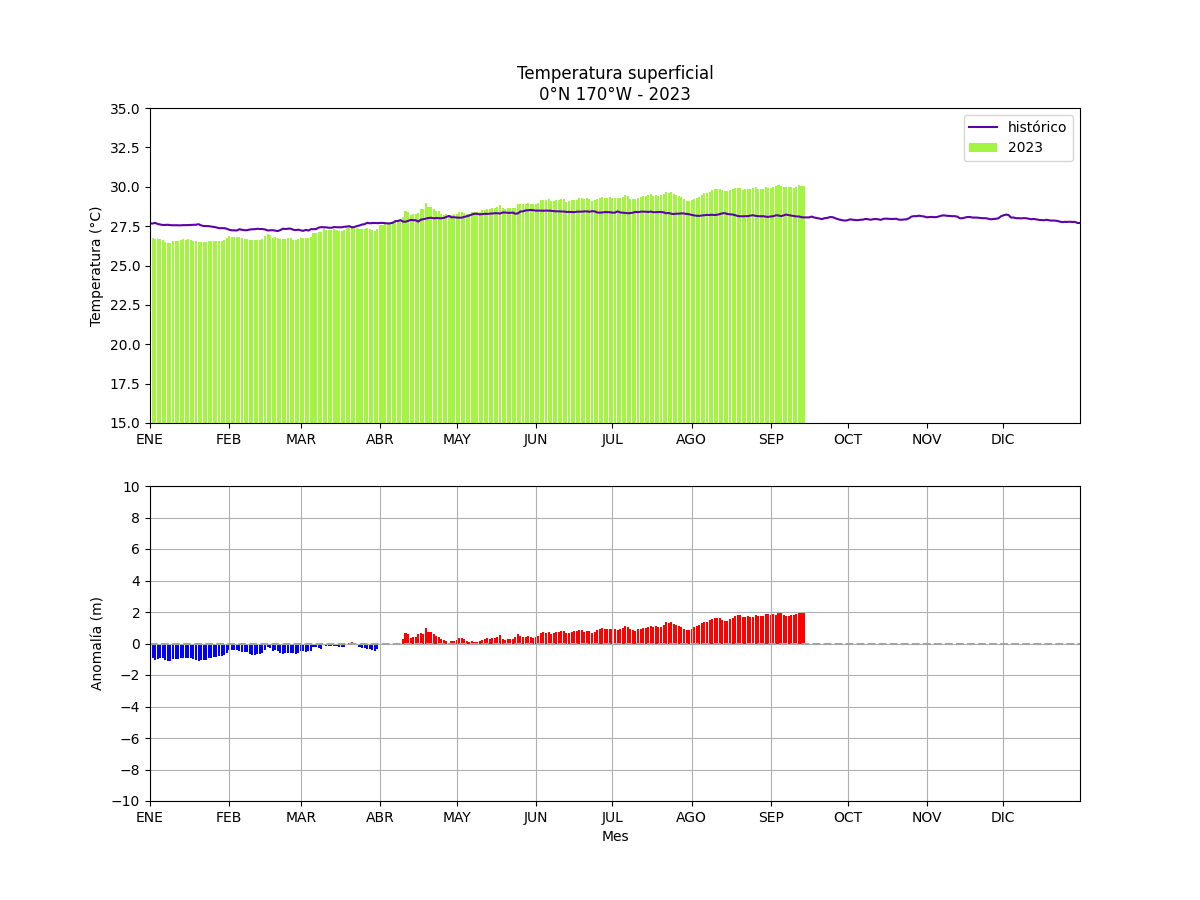 Temperatura superficial
0°N 170°W - 2023
35.0
32.5
30.0
27.5
25.0
22.5
20.0
17.5
15.0
Temperatura (°C)
histórico
2023
ENE FEB MAR ABR MAY JUN JUL AGO SEP OCT NOV DIC
10
8
6
4
2
0
−2
−4
−6
−8
−10
Anomalía (m)
ENE FEB MAR ABR MAY JUN JUL AGO SEP OCT NOV DIC
Mes